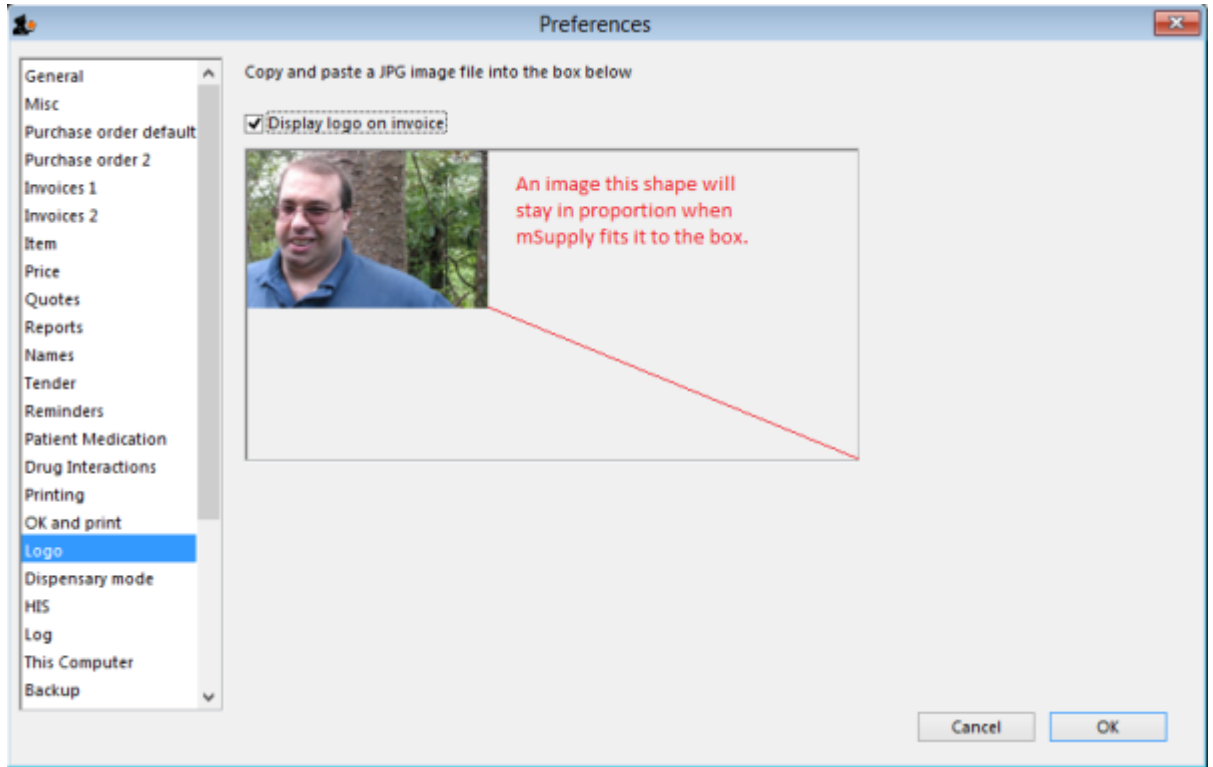 Preferences
General
Misc
Purchase order default
Purchase order 2
Invoices 1
Invoices 2
Item
Price
Quotes
Reports
Names
Tender
Reminders
Patient Medication
Drug Interactions
Printing
OK and print
Logo
Dispensary mode
HIS
Log
This Computer
Backup
Copy and paste a JPG image file into the box below
Display logo on invoice
An image this shape will
stay in proportion when
mSupply fits it to the box.
Cancel
OK